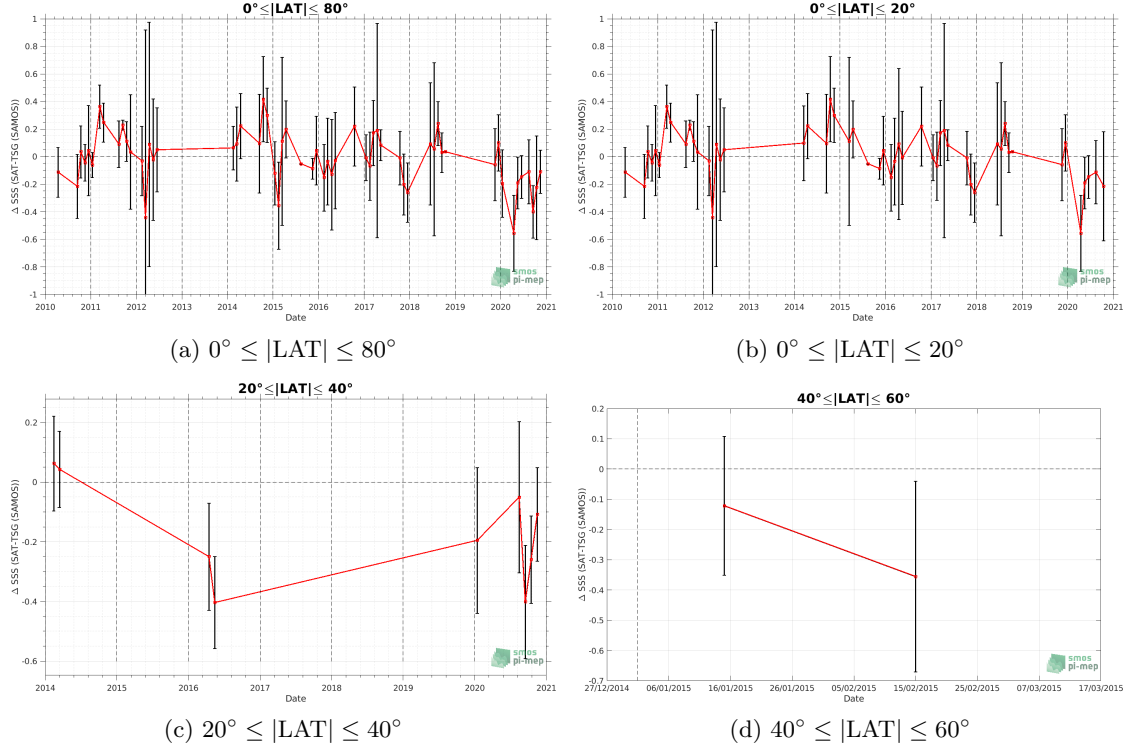 0°≤|LAT|≤ 80°
1
0.8
0.6
0.4
0.2
0
-0.2
-0.4
-0.6
-0.8
-1
Δ SSS (SAT-TSG (SAMOS))
2010 2011 2012 2013 2014 2015 2016 2017 2018 2019 2020 2021
Date
smos
pi-mep
(a) 0° ≤ |LAT| ≤ 80°
0°≤|LAT|≤ 20°
1
0.8
0.6
0.4
0.2
0
-0.2
-0.4
-0.6
-0.8
-1
Δ SSS (SAT-TSG (SAMOS))
2010 2011 2012 2013 2014 2015 2016 2017 2018 2019 2020 2021
Date
smos
pi-mep
(b) 0° ≤ |LAT| ≤ 20°
20°≤|LAT|≤ 40°
0.2
0
-0.2
-0.4
-0.6
Δ SSS (SAT-TSG (SAMOS))
2014 2015 2016 2017 2018 2019 2020 2021
Date
smos
pi-mep
(c) 20° ≤ |LAT| ≤ 40°
40°≤|LAT|≤ 60°
0.2
0.1
0
-0.1
-0.2
-0.3
-0.4
-0.5
-0.6
-0.7
Δ SSS (SAT-TSG (SAMOS))
27/12/2014 06/01/2015 16/01/2015 26/01/2015 05/02/2015 15/02/2015 25/02/2015 07/03/2015 17/03/2015
Date
smos
pi-mep
(d) 40° ≤ |LAT| ≤ 60°